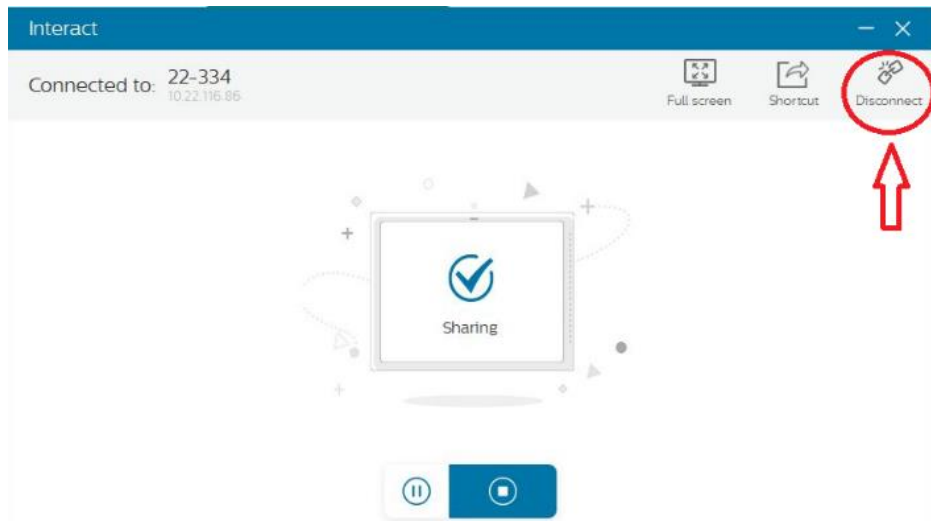 Interact
Connected to: 22-334
10.22.116.86
Full screen
Shortcut
Disconnect
Sharing